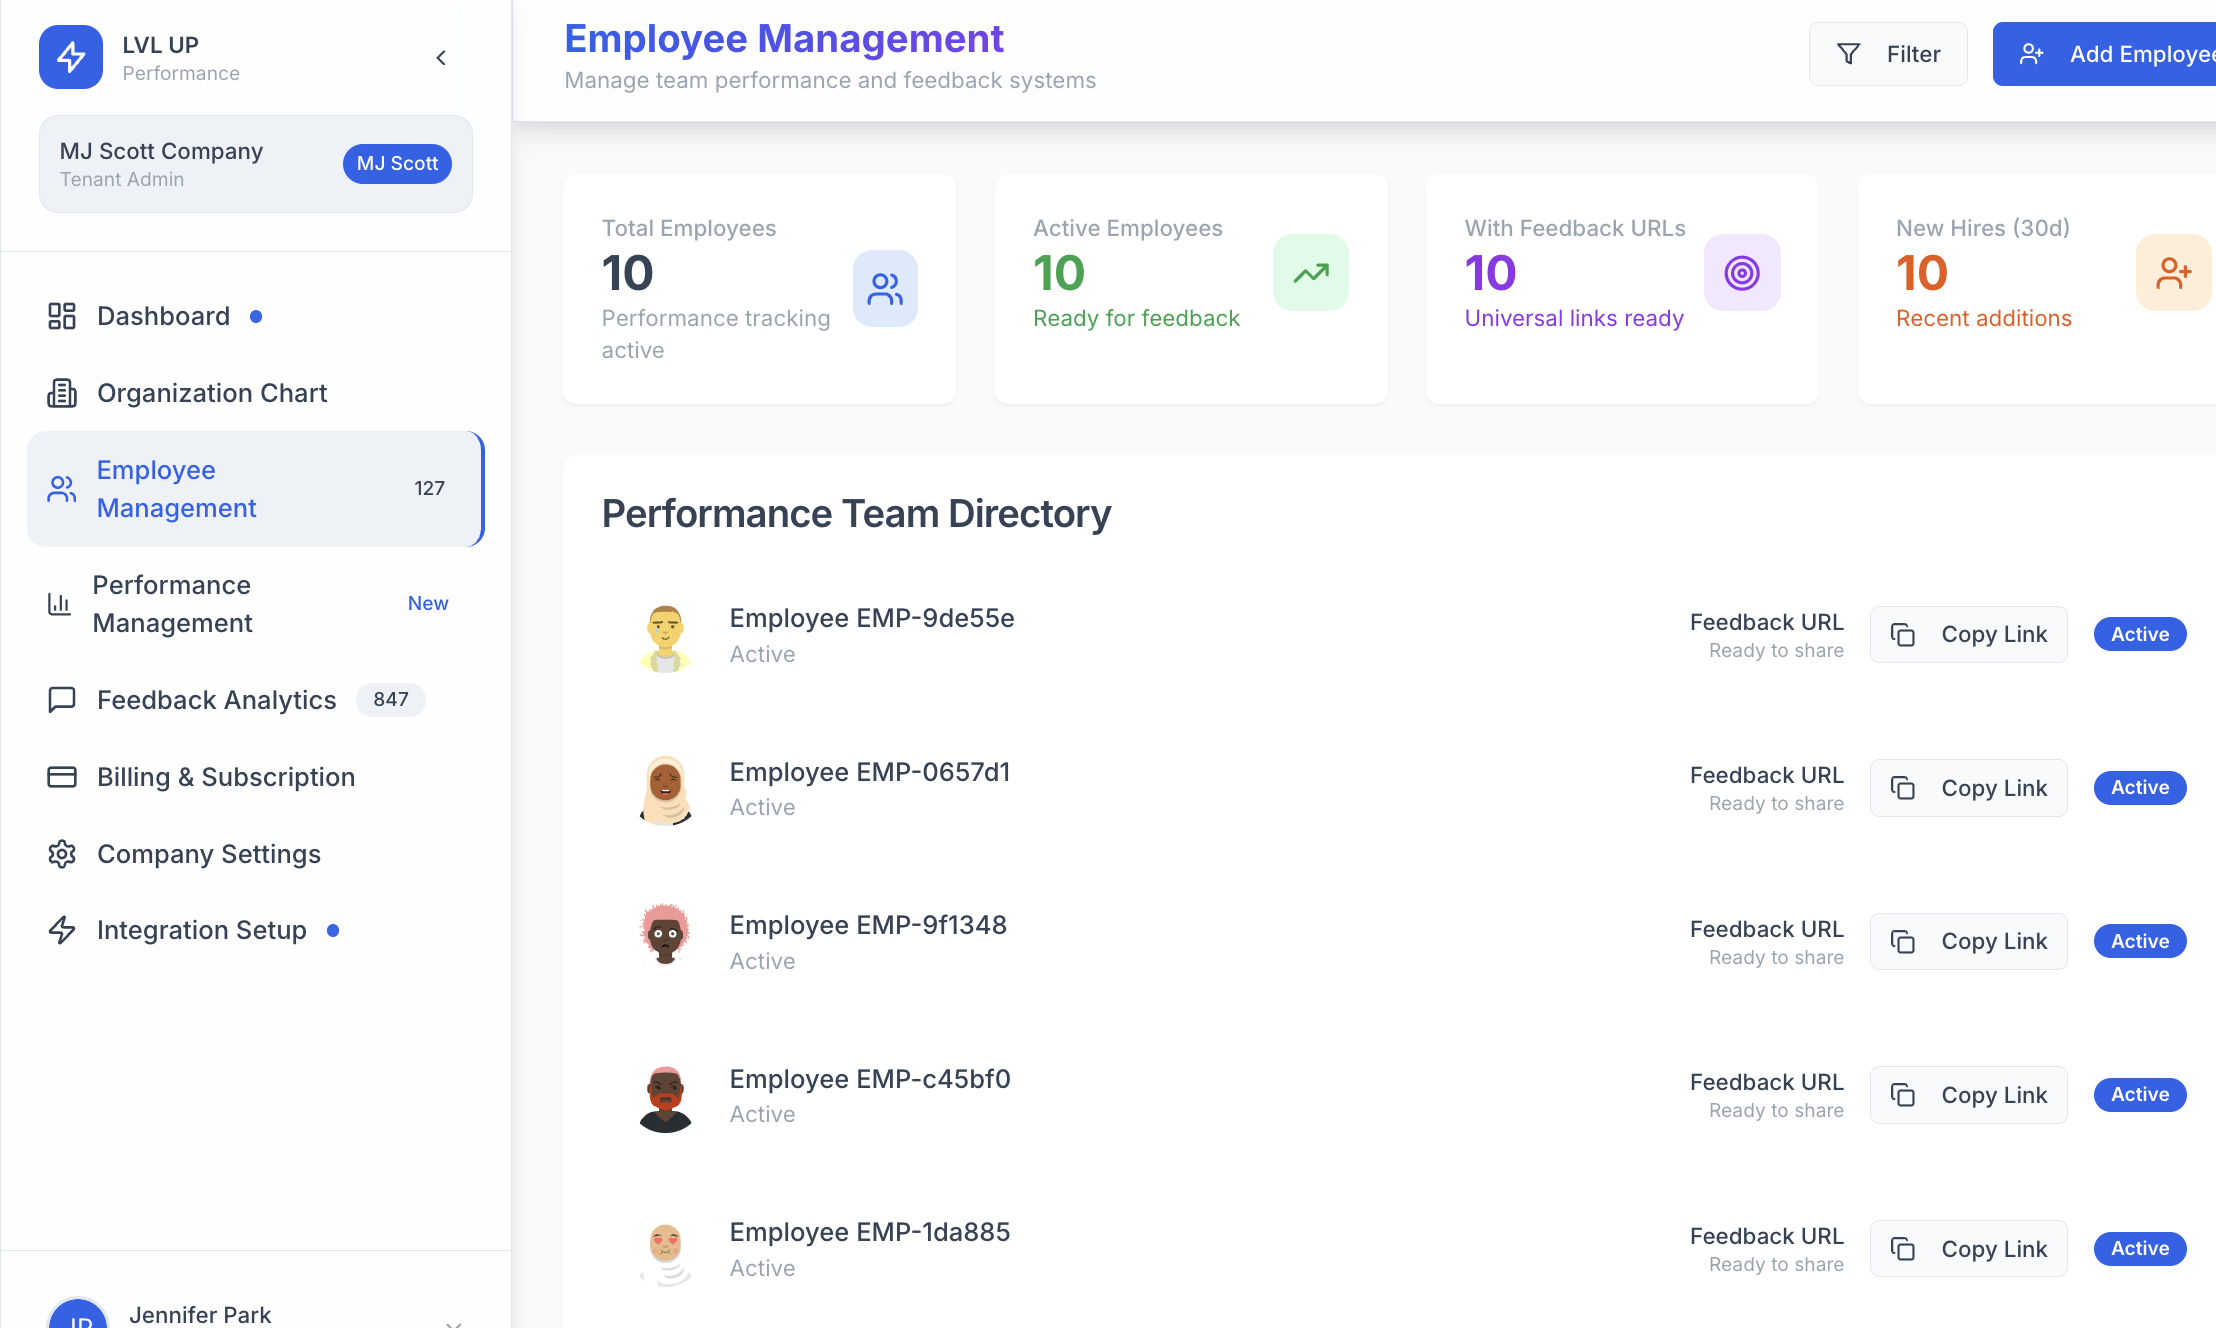 LVL UP
Performance
MJ Scott Company
Tenant Admin
MJ Scott
Dashboard
Organization Chart
Employee
Management
127
Performance
Management
New
Feedback Analytics
847
Billing & Subscription
Company Settings
Integration Setup
Jennifer Park
JP
Employee Management
Manage team performance and feedback systems
Filter
Add Employee
Total Employees
10
Performance tracking
active
Active Employees
10
Ready for feedback
With Feedback URLs
10
Universal links ready
New Hires (30d)
10
Recent additions
Performance Team Directory
Employee EMP-9de55e
Active
Feedback URL
Ready to share
Copy Link
Active
Employee EMP-0657d1
Active
Feedback URL
Ready to share
Copy Link
Active
Employee EMP-9f1348
Active
Feedback URL
Ready to share
Copy Link
Active
Employee EMP-c45bf0
Active
Feedback URL
Ready to share
Copy Link
Active
Employee EMP-1da885
Active
Feedback URL
Ready to share
Copy Link
Active